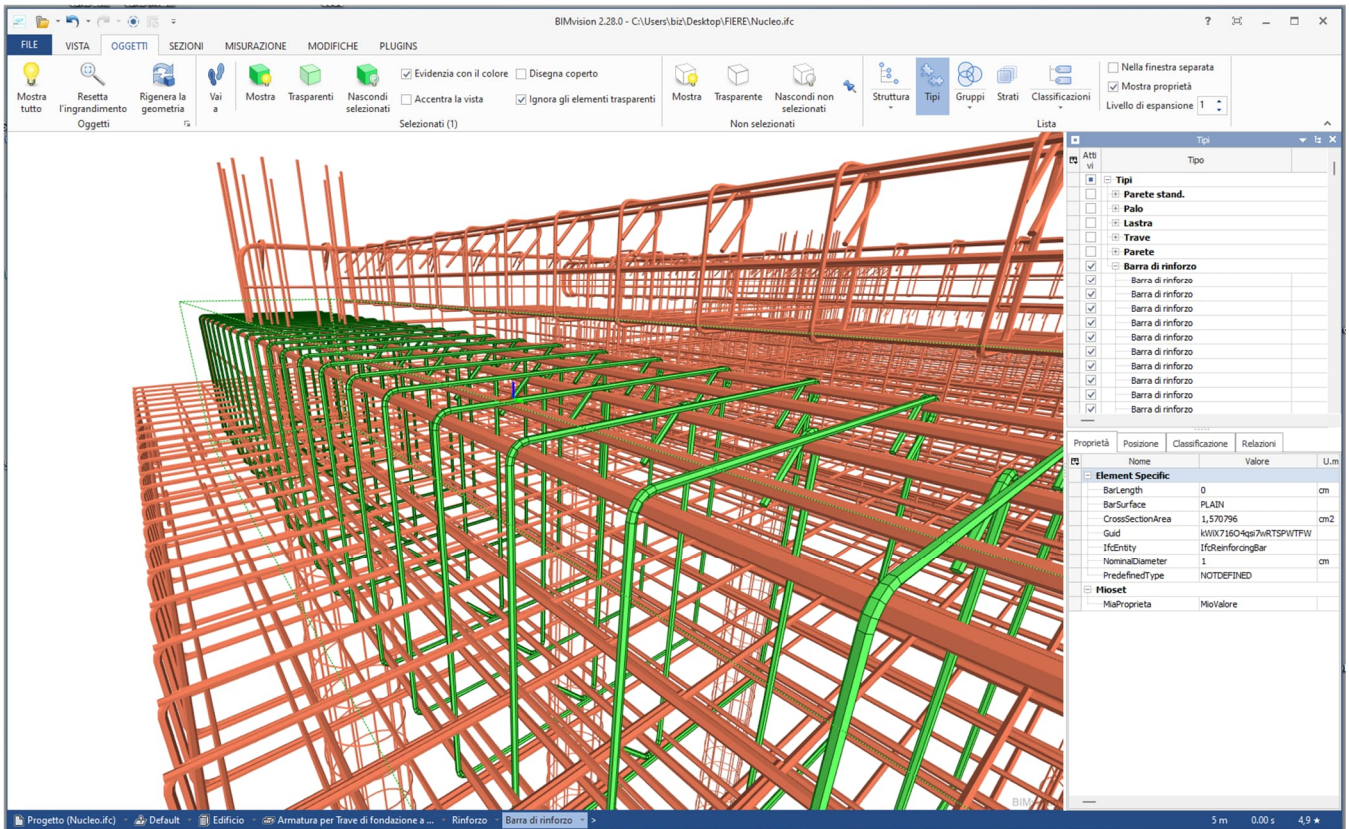 BIMvision 2.28.0 - C:\Users\biz\Desktop\FIERE\Nucleo.ifc
FILE VISTA OGGETTI SEZIONI MISURAZIONE MODIFICHE PLUGINS
Mostra tutto
Resetta l'ingrandimento
Rigenera la geometria
Oggetti
Vai a
Mostra
Trasparenti
Nascondi selezionati
Evidenzia con il colore
Disegna coperto
Accentra la vista
Ignora gli elementi trasparenti
Selezionati (1)
Mostra
Trasparente
Nascondi non selezionati
Non selezionati
Struttura
Tipi
Gruppi
Strati
Classificazioni
Nella finestra separata
Mostra proprietà
Livello di espansione 1
Lista
Tipi
Atti vi
Tipo
Tipi
Parete stand.
Palo
Lastra
Trave
Parete
Barra di rinforzo
Barra di rinforzo
Barra di rinforzo
Barra di rinforzo
Barra di rinforzo
Barra di rinforzo
Barra di rinforzo
Barra di rinforzo
Barra di rinforzo
Barra di rinforzo
Barra di rinforzo
Proprietà Posizione Classificazione Relazioni
Nome Valore U.m
Element Specific
BarLength 0 cm
BarSurface PLAIN
CrossSectionArea 1,570796 cm2
Guid kWiX716O4qsi7wRTSPWTFW
IfcEntity IfcReinforcingBar
NominalDiameter 1 cm
PredefinedType NOTDEFINED
Mioset
MiaProprieta MioValore
Progetto (Nucleo.ifc) Default Edificio Armatura per Trave di fondazione a ... Rinforzo Barra di rinforzo > 5 m 0.00 s 4,9